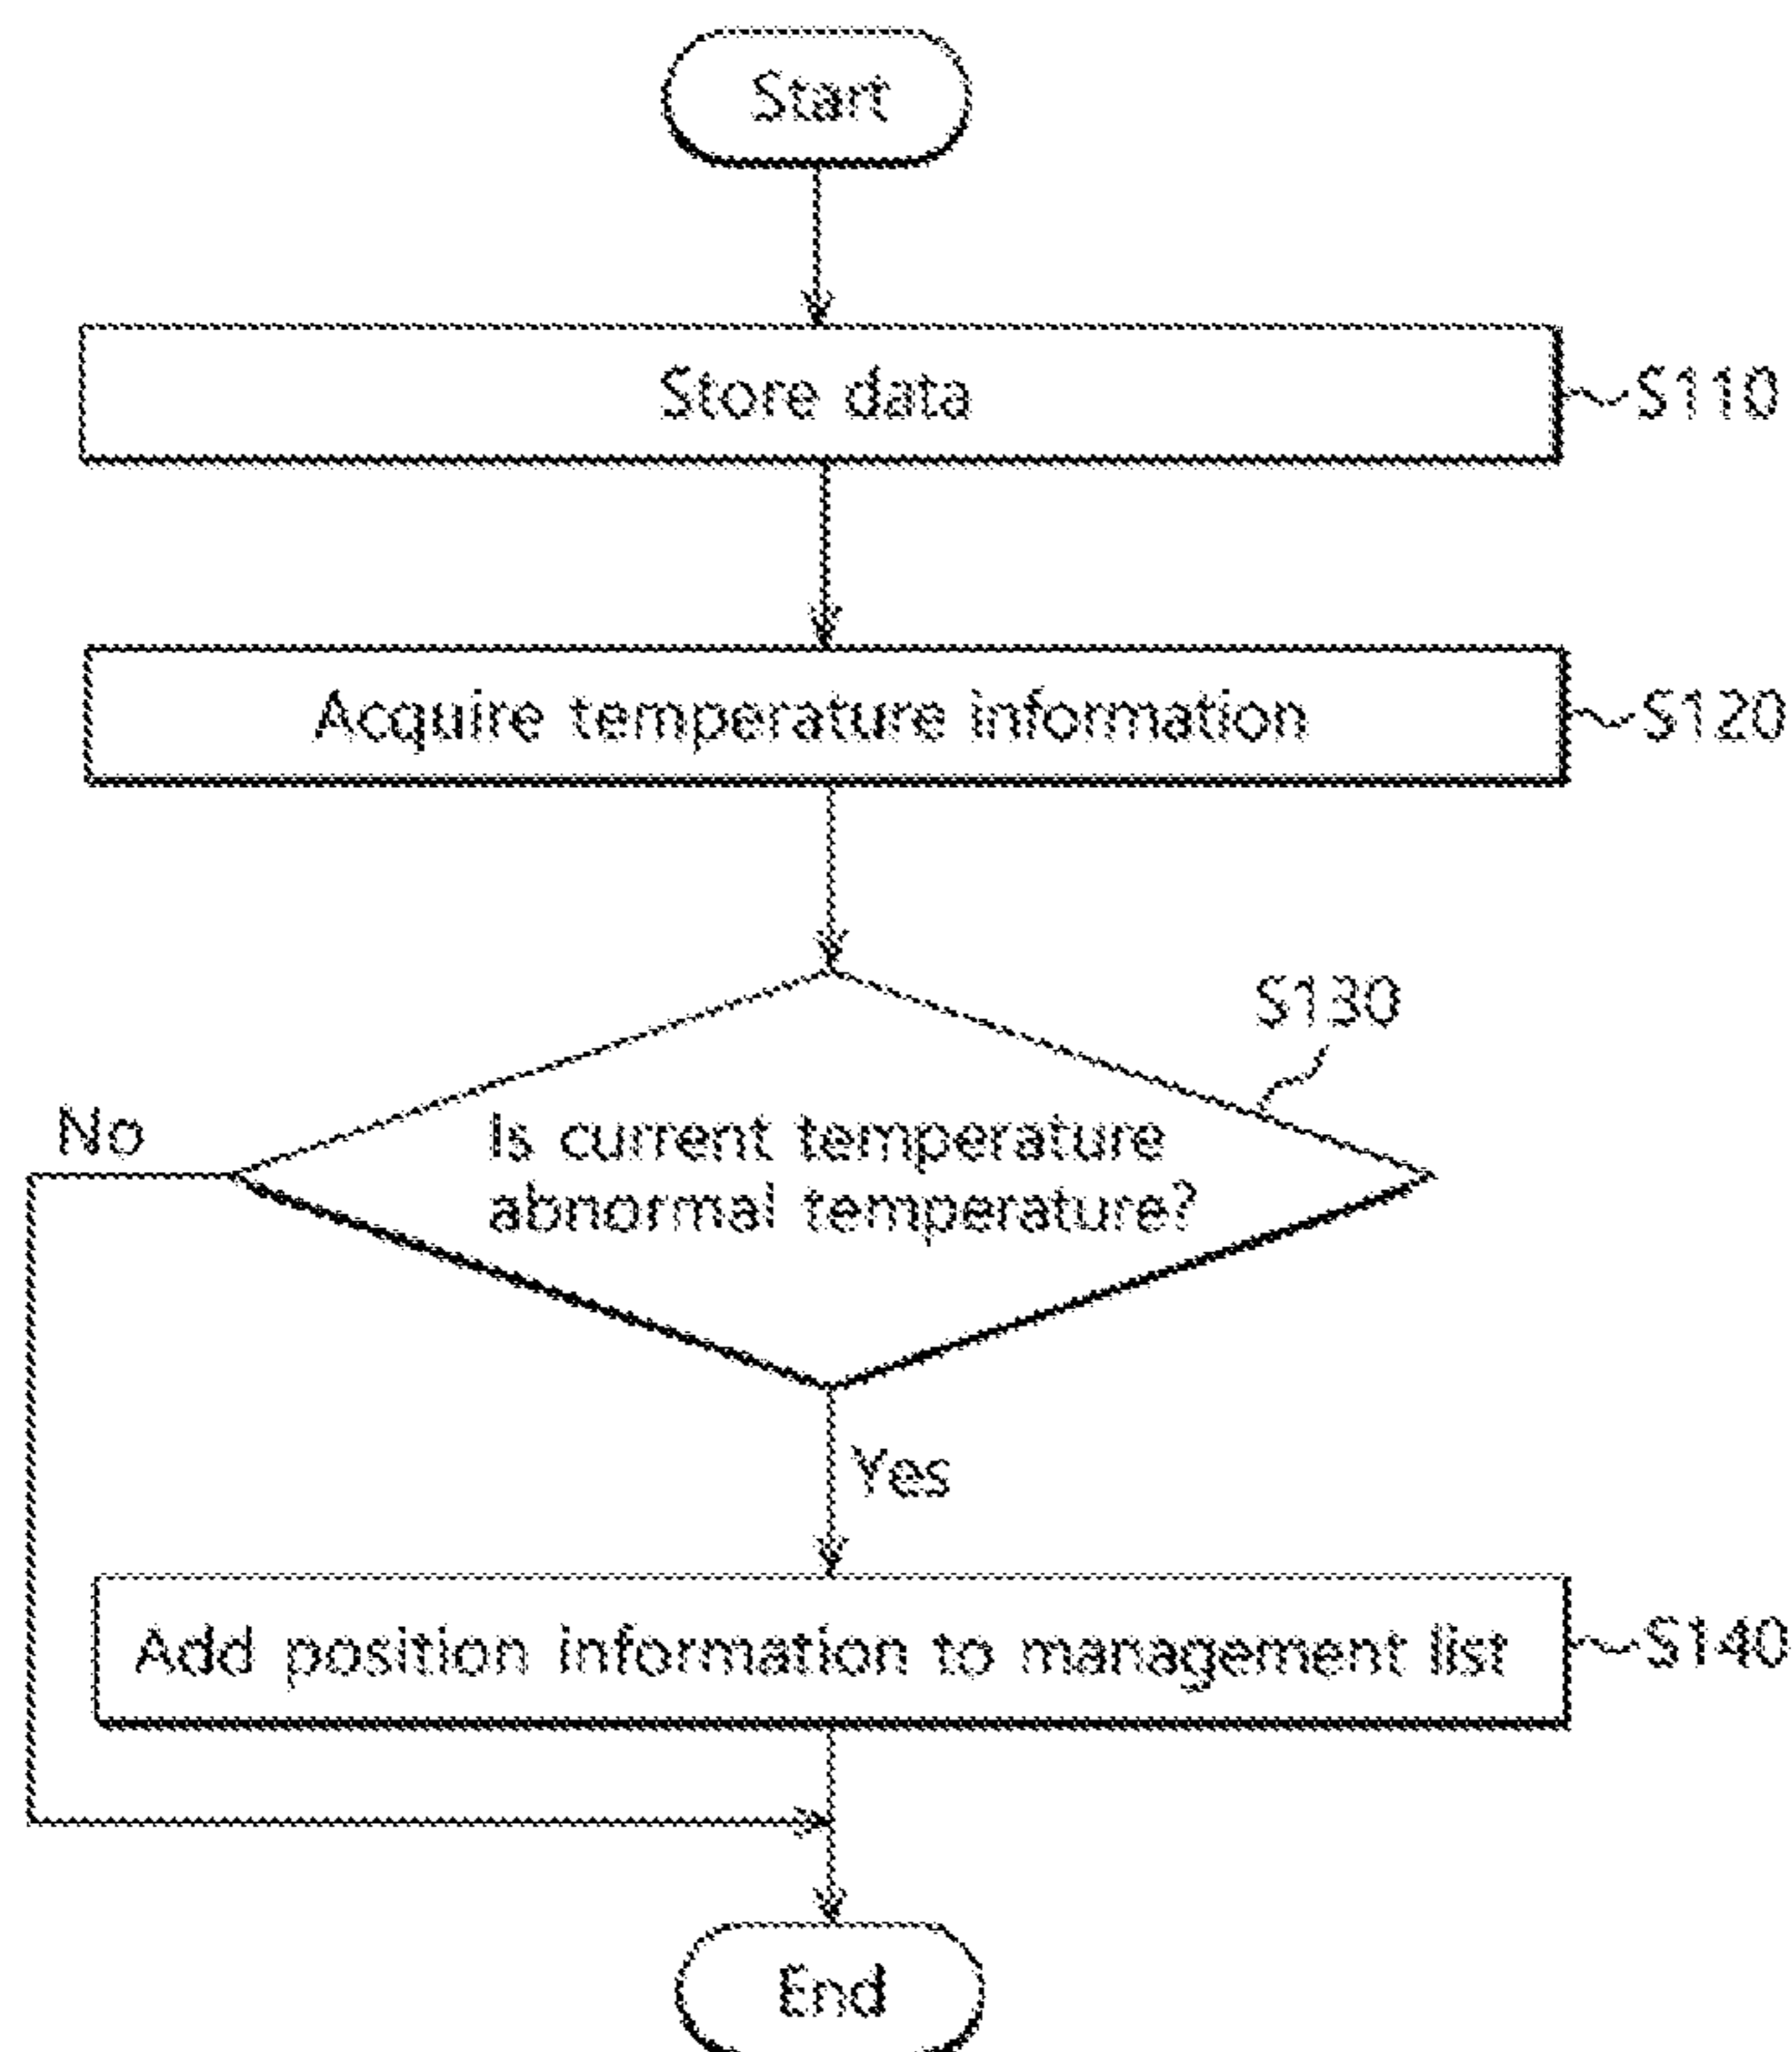 Start
Store data
S110
Acquire temperature information
S120
S130
No
Is current temperature
abnormal temperature?
Yes
Add position information to management list
S140
End